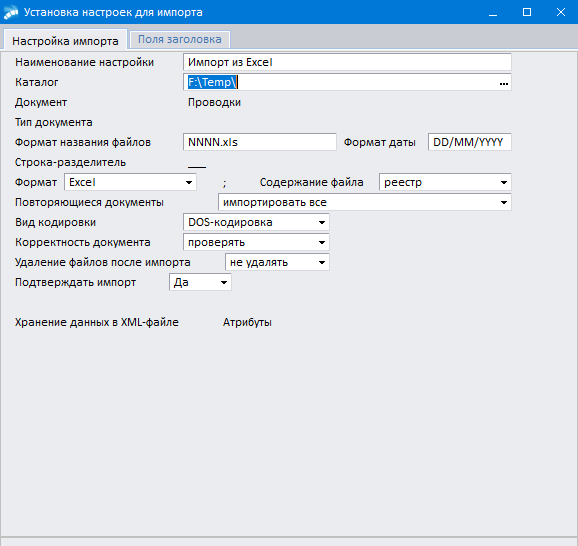 Установка настроек для импорта
Настройка импорта Поля заголовка
Наименование настройки Импорт из Excel
Каталог F:\Temp\ ...
Документ Проводки
Тип документа
Формат названия файлов NNNN.xls Формат даты DD/MM/YYYY
Строка-разделитель ___
Формат Excel ; Содержание файла реестр
Повторяющиеся документы импортировать все
Вид кодировки DOS-кодировка
Корректность документа проверять
Удаление файлов после импорта не удалять
Подтверждать импорт Да
Хранение данных в XML-файле Атрибуты